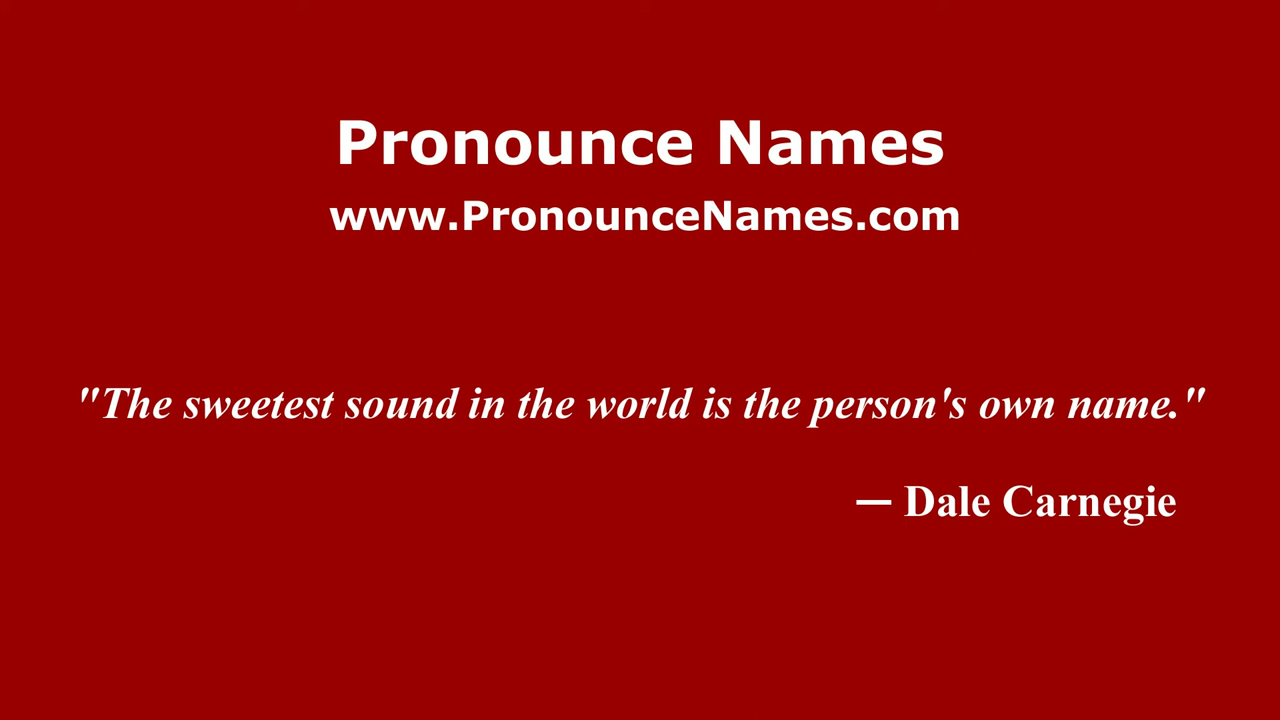 Pronounce Names
www.PronounceNames.com
"The sweetest sound in the world is the person's own name."
— Dale Carnegie